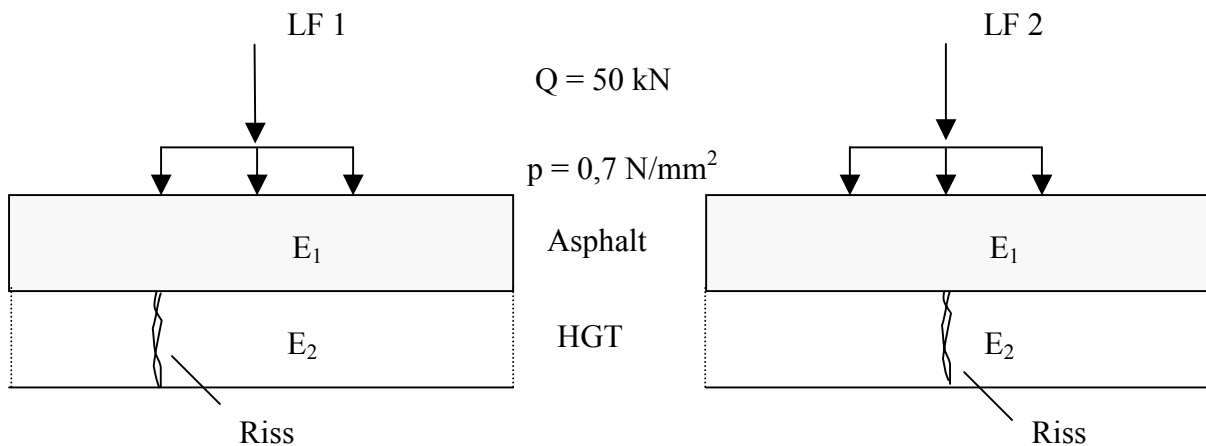 LF 1
LF 2
Q = 50 kN
p = 0,7 N/mm²
E₁
Asphalt
E₁
E₂
HGT
E₂
Riss
Riss